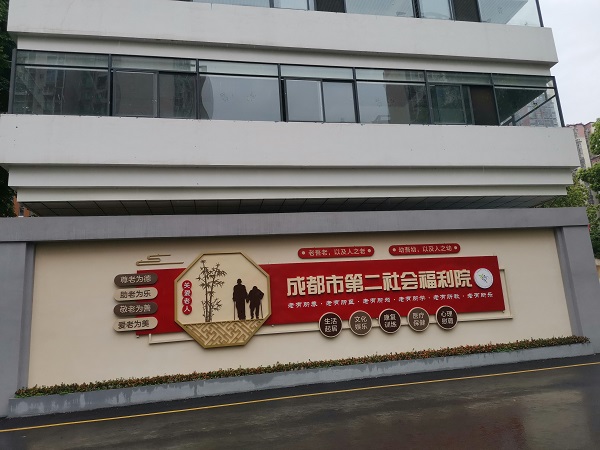 老吾老，以及人之老
幼吾幼，以及人之幼
尊老为德
助老为乐
敬老为善
爱老为美
关爱老人
成都市第二社会福利院
老有所养·老有所医·老有所为·老有所学·老有所教·老有所乐
生活起居
文化娱乐
康复训练
医疗保健
心理慰藉